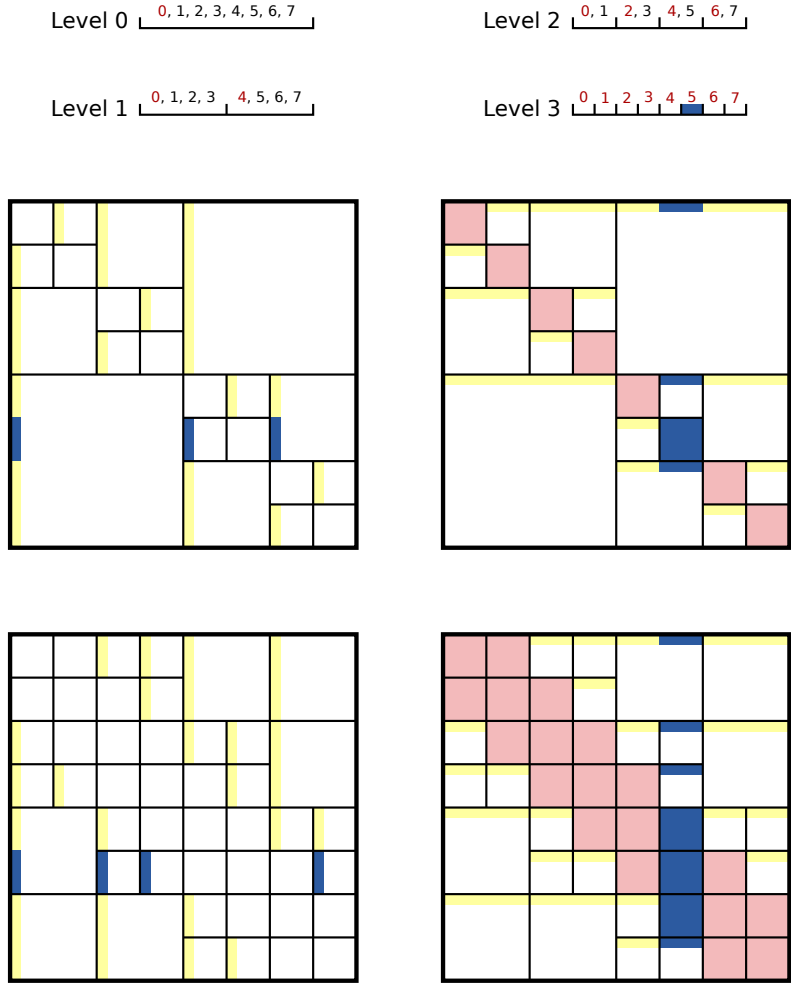 Level 0 0, 1, 2, 3, 4, 5, 6, 7
Level 2 0, 1 2, 3 4, 5 6, 7
Level 1 0, 1, 2, 3 4, 5, 6, 7
Level 3 0 1 2 3 4 5 6 7